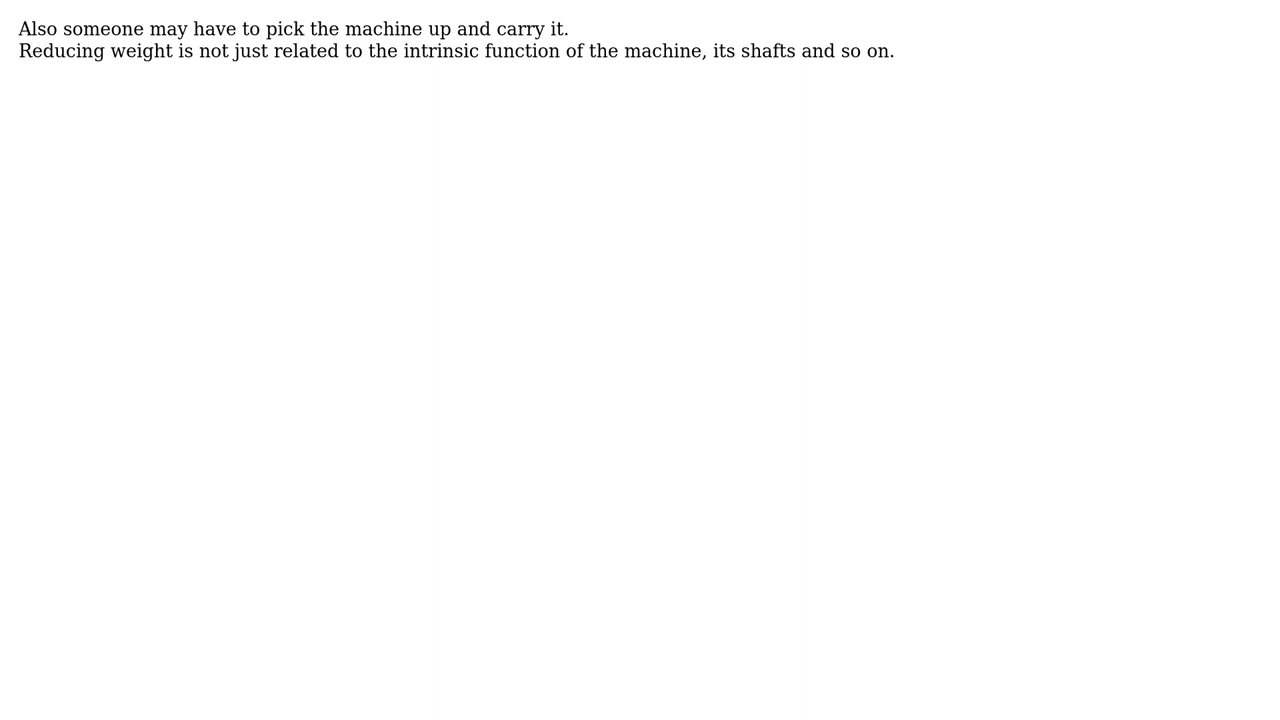 Also someone may have to pick the machine up and carry it.
Reducing weight is not just related to the intrinsic function of the machine, its shafts and so on.